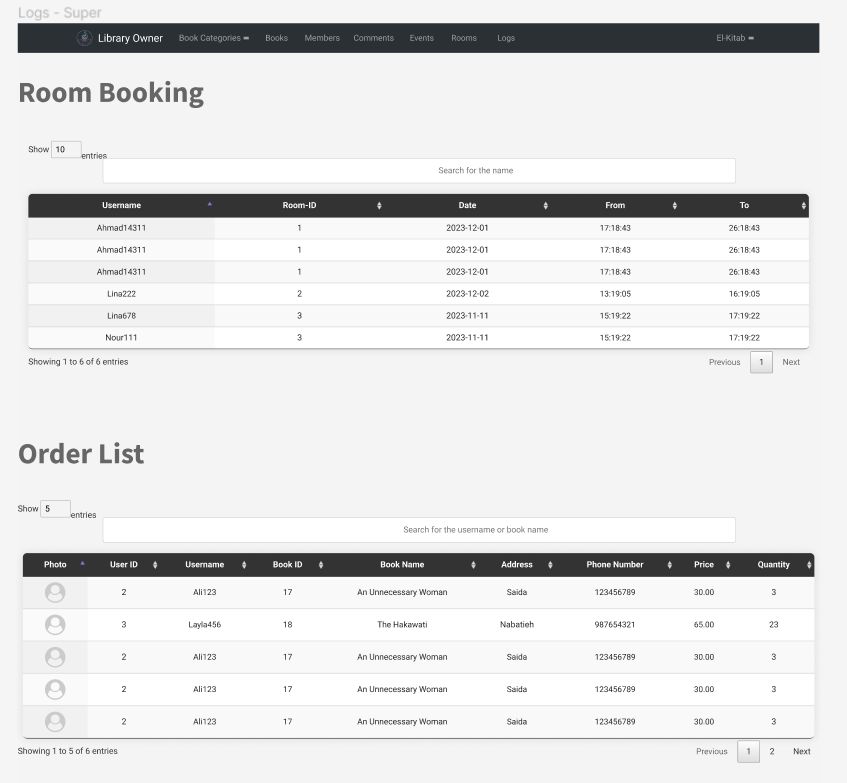 Logs - Super
Library Owner Book Categories Books Members Comments Events Rooms Logs El-Kitab
Room Booking
Show 10 entries
Search for the name
Username Room-ID Date From To
Ahmad14311 1 2023-12-01 17:18:43 26:18:43
Ahmad14311 1 2023-12-01 17:18:43 26:18:43
Ahmad14311 1 2023-12-01 17:18:43 26:18:43
Lina222 2 2023-12-02 13:19:05 16:19:05
Lina678 3 2023-11-11 15:19:22 17:19:22
Nour111 3 2023-11-11 15:19:22 17:19:22
Showing 1 to 6 of 6 entries Previous 1 Next
Order List
Show 5 entries
Search for the username or book name
Photo User ID Username Book ID Book Name Address Phone Number Price Quantity
2 Ali123 17 An Unnecessary Woman Saida 123456789 30.00 3
3 Layla456 18 The Hakawati Nabatieh 987654321 65.00 23
2 Ali123 17 An Unnecessary Woman Saida 123456789 30.00 3
2 Ali123 17 An Unnecessary Woman Saida 123456789 30.00 3
2 Ali123 17 An Unnecessary Woman Saida 123456789 30.00 3
Showing 1 to 5 of 6 entries Previous 1 2 Next